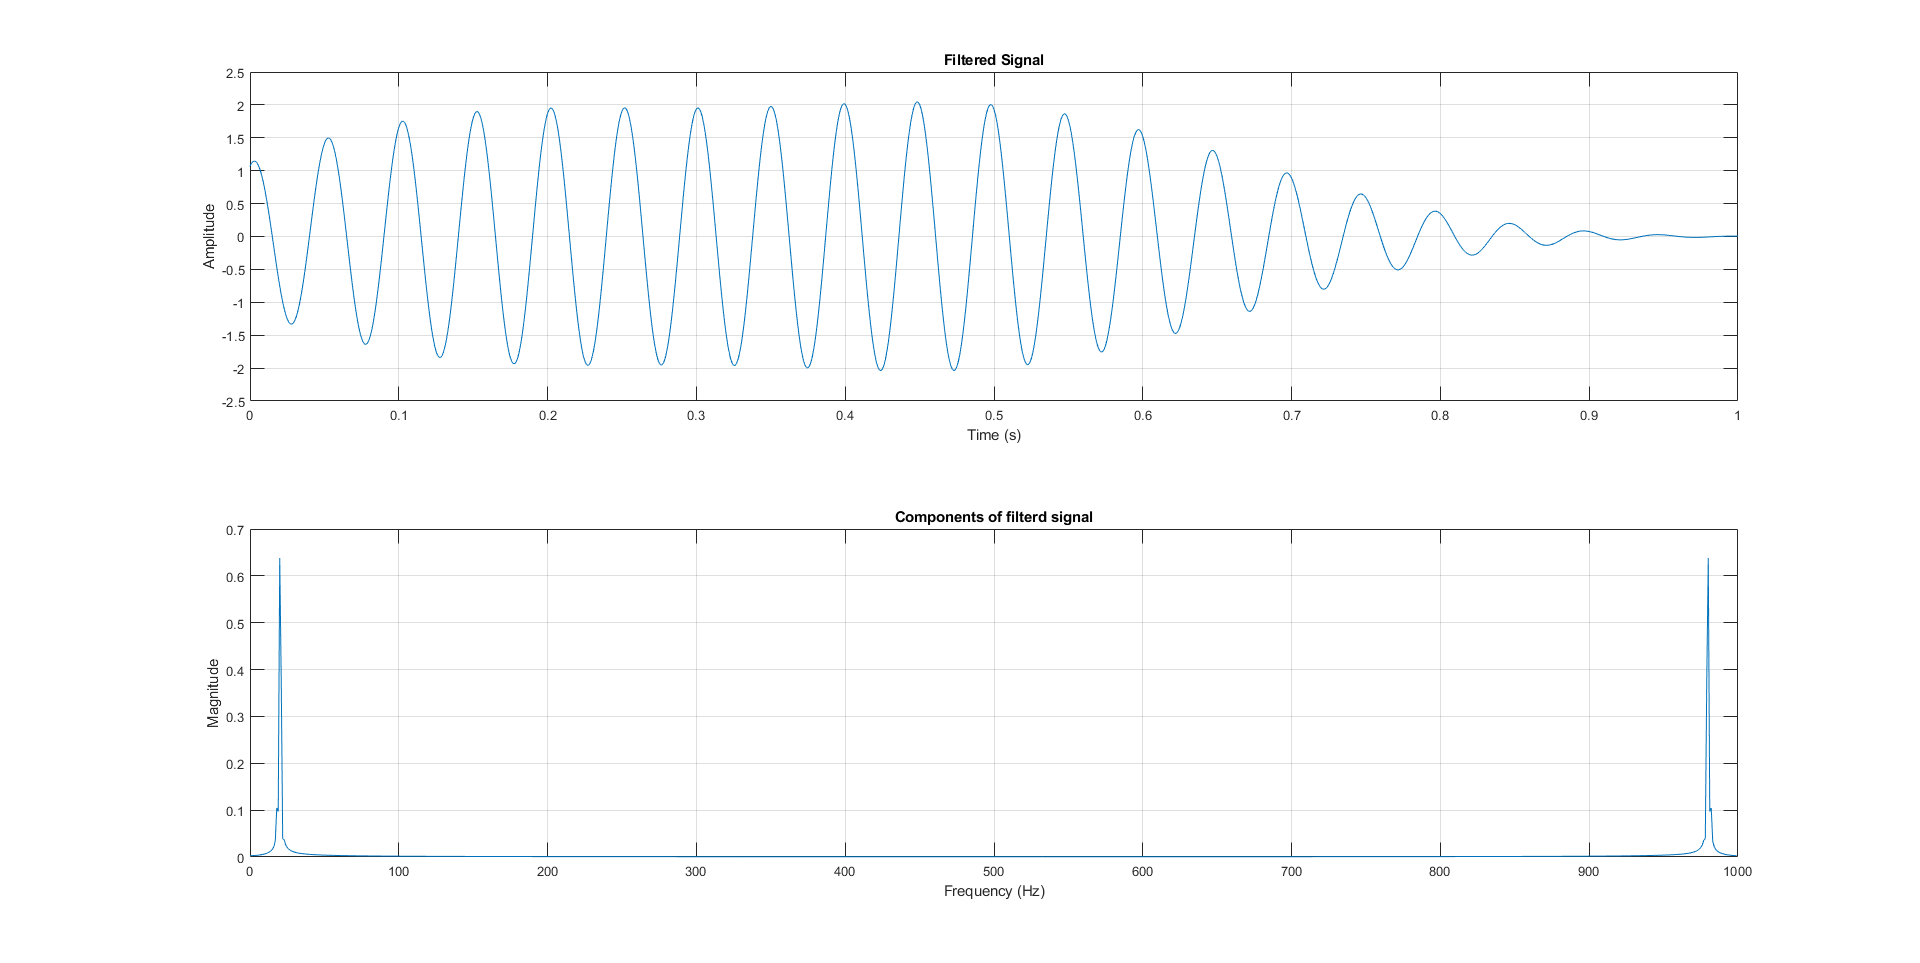 Filtered Signal
2.5
2
1.5
1
0.5
0
-0.5
-1
-1.5
-2
-2.5
Amplitude
0 0.1 0.2 0.3 0.4 0.5 0.6 0.7 0.8 0.9 1
Time (s)
Components of filterd signal
0.7
0.6
0.5
0.4
0.3
0.2
0.1
0
Magnitude
0 100 200 300 400 500 600 700 800 900 1000
Frequency (Hz)